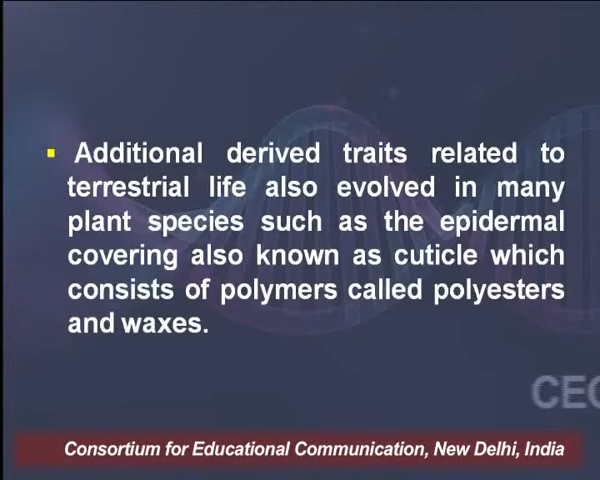 ▪ Additional derived traits related to
terrestrial life also evolved in many
plant species such as the epidermal
covering also known as cuticle which
consists of polymers called polyesters
and waxes.
CEC
Consortium for Educational Communication, New Delhi, India